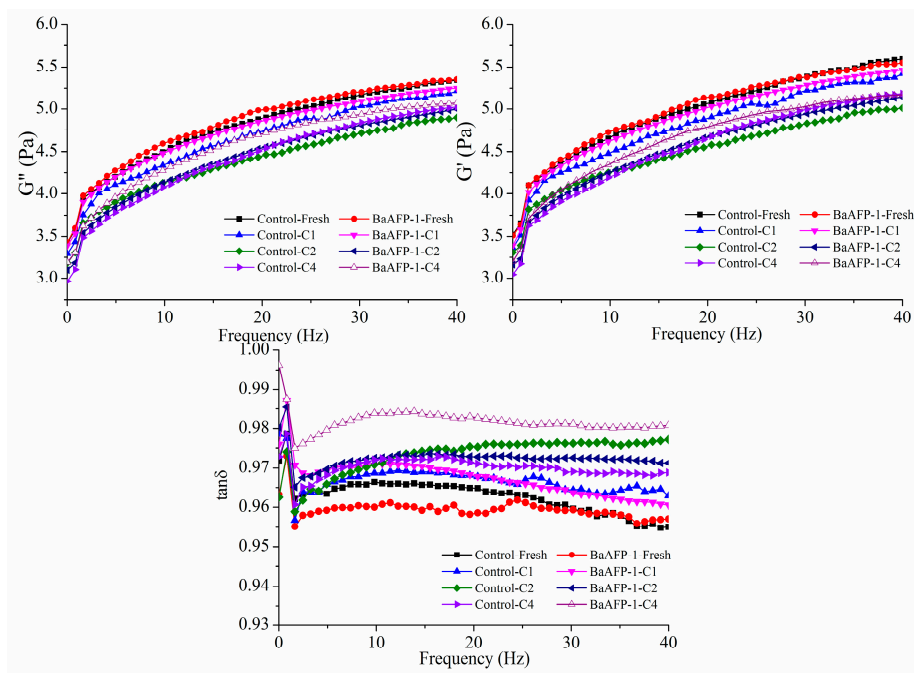 6.0
5.5
5.0
4.5
4.0
3.5
3.0
G" (Pa)
Control-Fresh BaAFP-1-Fresh
Control-C1 BaAFP-1-C1
Control-C2 BaAFP-1-C2
Control-C4 BaAFP-1-C4
0 10 20 30 40
Frequency (Hz)
6.0
5.5
5.0
4.5
4.0
3.5
3.0
G' (Pa)
Control-Fresh BaAFP-1-Fresh
Control-C1 BaAFP-1-C1
Control-C2 BaAFP-1-C2
Control-C4 BaAFP-1-C4
0 10 20 30 40
Frequency (Hz)
1.00
0.99
0.98
0.97
0.96
0.95
0.94
0.93
tanδ
Control-Fresh BaAFP-1-Fresh
Control-C1 BaAFP-1-C1
Control-C2 BaAFP-1-C2
Control-C4 BaAFP-1-C4
0 10 20 30 40
Frequency (Hz)